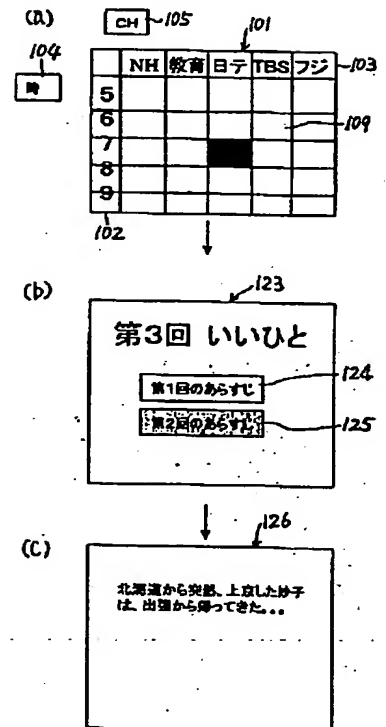 (a)
CH 105
101
104
時
NH 教育 日テ TBS フジ 103
5
6
109
7
8
9
102
(b)
123
第3回 いいひと
第1回のあらすじ 124
第2回のあらすじ 125
(C)
126
北海道から突然、上京した妙子
は、出張から帰ってきた...